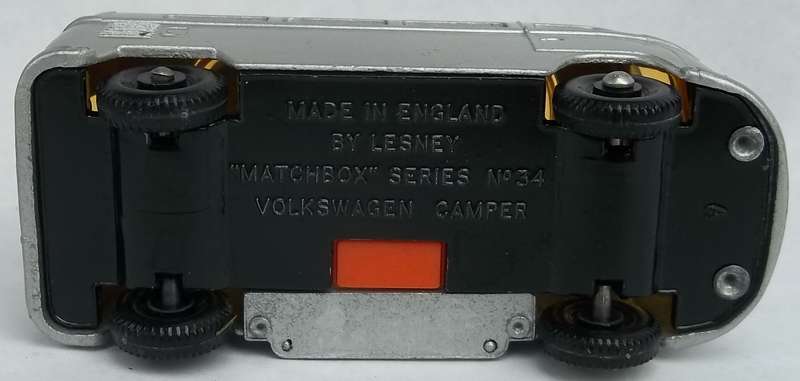 MADE IN ENGLAND
BY LESNEY
"MATCHBOX" SERIES Nº34
VOLKSWAGEN CAMPER